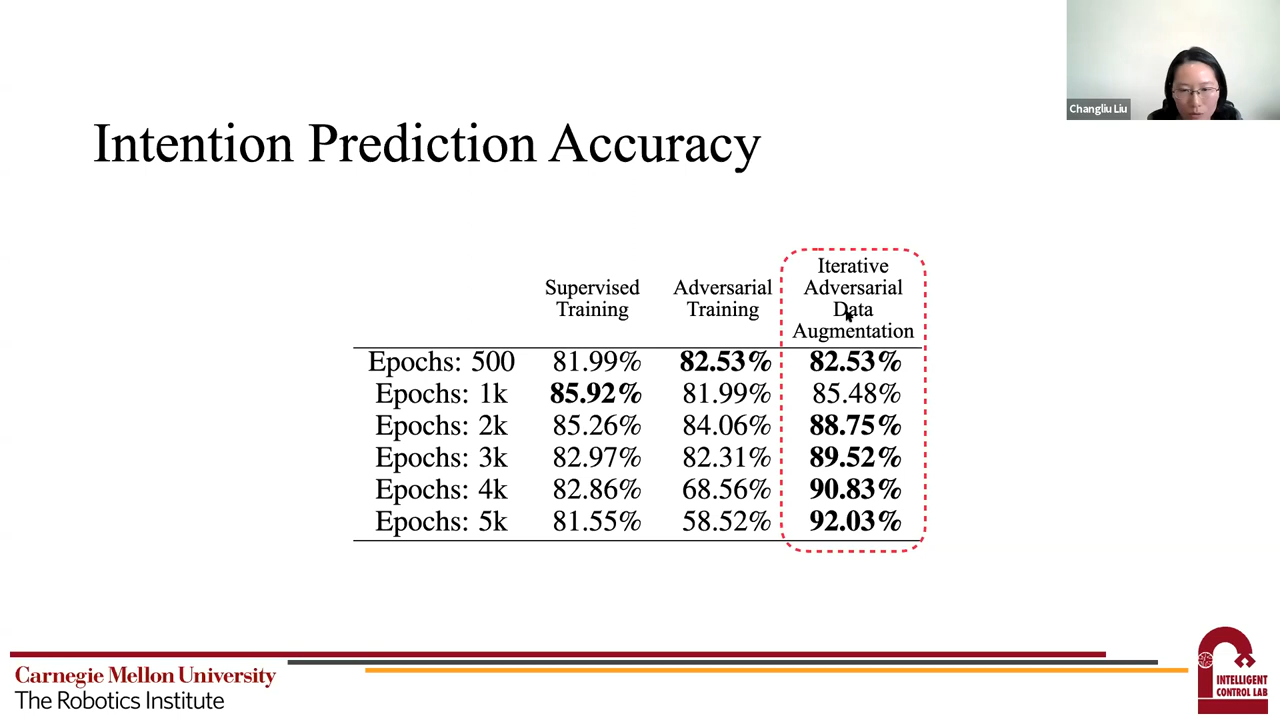 Changliu Liu
Intention Prediction Accuracy
Supervised
Training
Adversarial
Training
Iterative
Adversarial
Data
Augmentation
Epochs: 500 81.99% 82.53% 82.53%
Epochs: 1k 85.92% 81.99% 85.48%
Epochs: 2k 85.26% 84.06% 88.75%
Epochs: 3k 82.97% 82.31% 89.52%
Epochs: 4k 82.86% 68.56% 90.83%
Epochs: 5k 81.55% 58.52% 92.03%
Carnegie Mellon University
The Robotics Institute
INTELLIGENT
CONTROL LAB